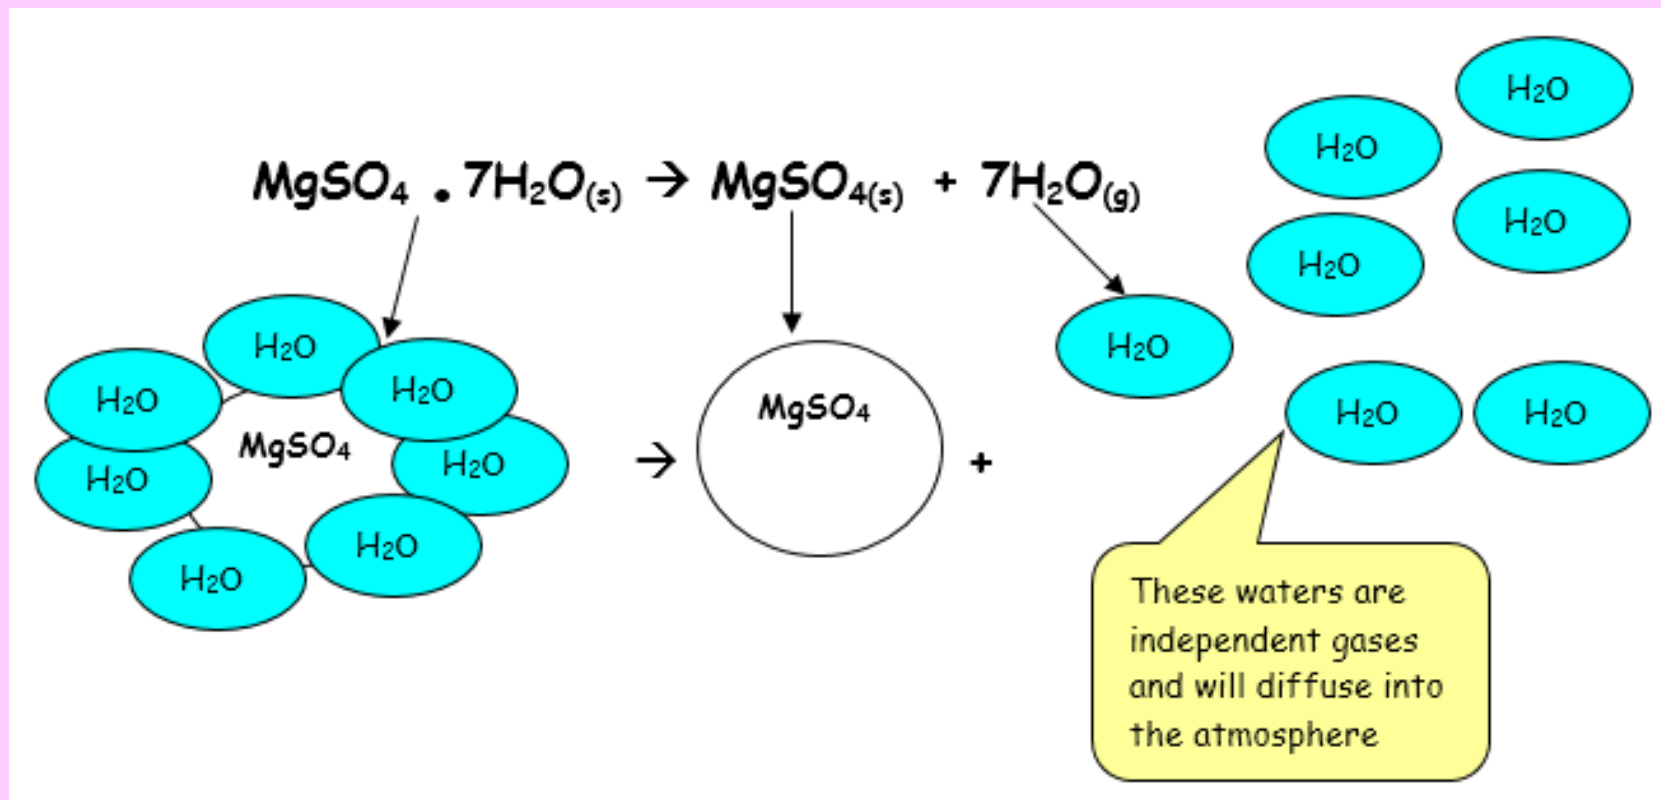 MgSO₄ . 7H₂O(s) → MgSO₄(s) + 7H₂O(g)
H₂O
H₂O
H₂O
H₂O
H₂O
H₂O
H₂O
MgSO₄
→
MgSO₄
+
H₂O
H₂O
H₂O
H₂O
H₂O
H₂O
H₂O
These waters are
independent gases
and will diffuse into
the atmosphere